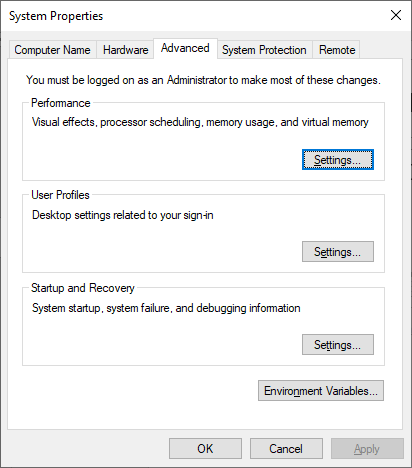 System Properties
Computer Name Hardware Advanced System Protection Remote
You must be logged on as an Administrator to make most of these changes.
Performance
Visual effects, processor scheduling, memory usage, and virtual memory
Settings...
User Profiles
Desktop settings related to your sign-in
Settings...
Startup and Recovery
System startup, system failure, and debugging information
Settings...
Environment Variables...
OK Cancel Apply